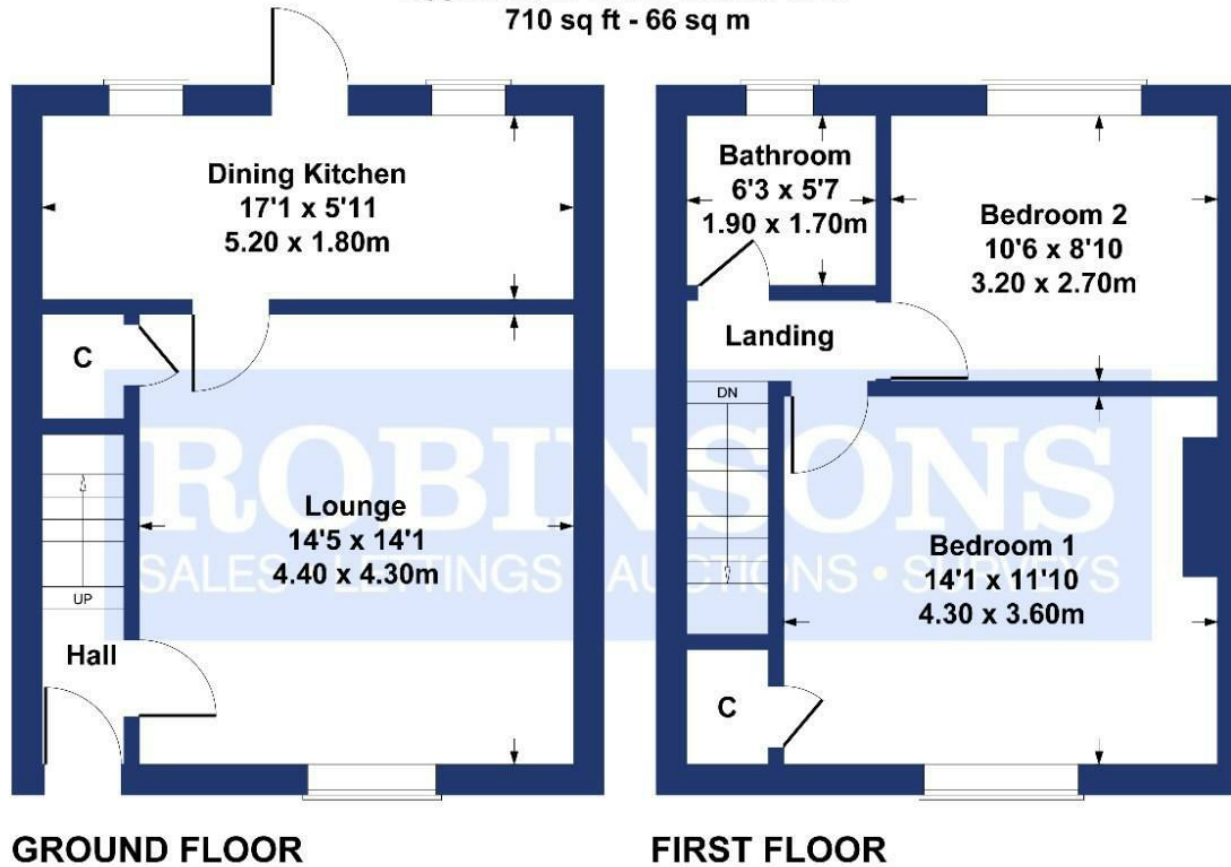 710 sq ft - 66 sq m
Dining Kitchen
17'1 x 5'11
5.20 x 1.80m
C
UP
Hall
Lounge
14'5 x 14'1
4.40 x 4.30m
Bathroom
6'3 x 5'7
1.90 x 1.70m
Bedroom 2
10'6 x 8'10
3.20 x 2.70m
Landing
DN
Bedroom 1
14'1 x 11'10
4.30 x 3.60m
C
ROBINSONS
SALES • LETTINGS • AUCTIONS • SURVEYS
GROUND FLOOR
FIRST FLOOR